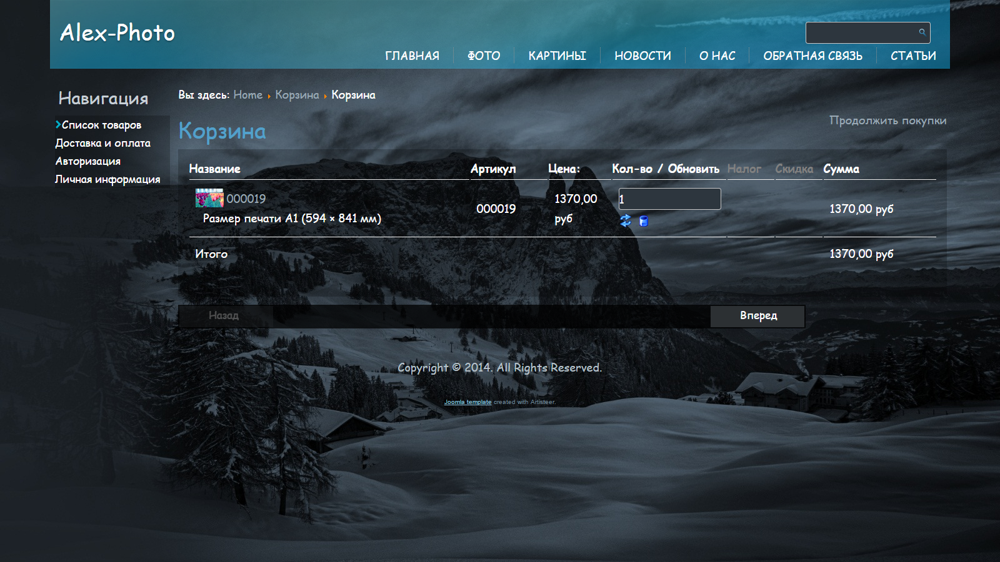 Alex-Photo
ГЛАВНАЯ ФОТО КАРТИНЫ НОВОСТИ О НАС ОБРАТНАЯ СВЯЗЬ СТАТЬИ
Навигация
Список товаров
Доставка и оплата
Авторизация
Личная информация
Вы здесь: Home Корзина Корзина
Продолжить покупки
Корзина
Название Артикул Цена: Кол-во / Обновить Налог Скидка Сумма
000019
Размер печати А1 (594 × 841 мм)
000019
1370,00
руб
1
1370,00 руб
Итого 1370,00 руб
Назад Вперед
Copyright © 2014. All Rights Reserved.
Joomla template created with Artisteer.